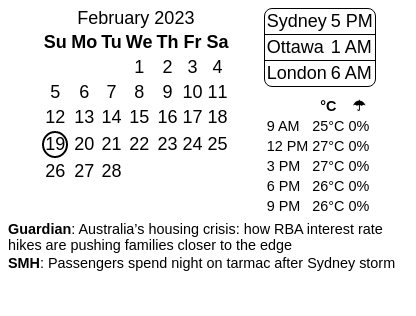 February 2023
Su Mo Tu We Th Fr Sa
1 2 3 4
5 6 7 8 9 10 11
12 13 14 15 16 17 18
19 20 21 22 23 24 25
26 27 28
Sydney 5 PM
Ottawa 1 AM
London 6 AM
°C ☂
9 AM 25°C 0%
12 PM 27°C 0%
3 PM 27°C 0%
6 PM 26°C 0%
9 PM 26°C 0%
Guardian: Australia’s housing crisis: how RBA interest rate
hikes are pushing families closer to the edge
SMH: Passengers spend night on tarmac after Sydney storm